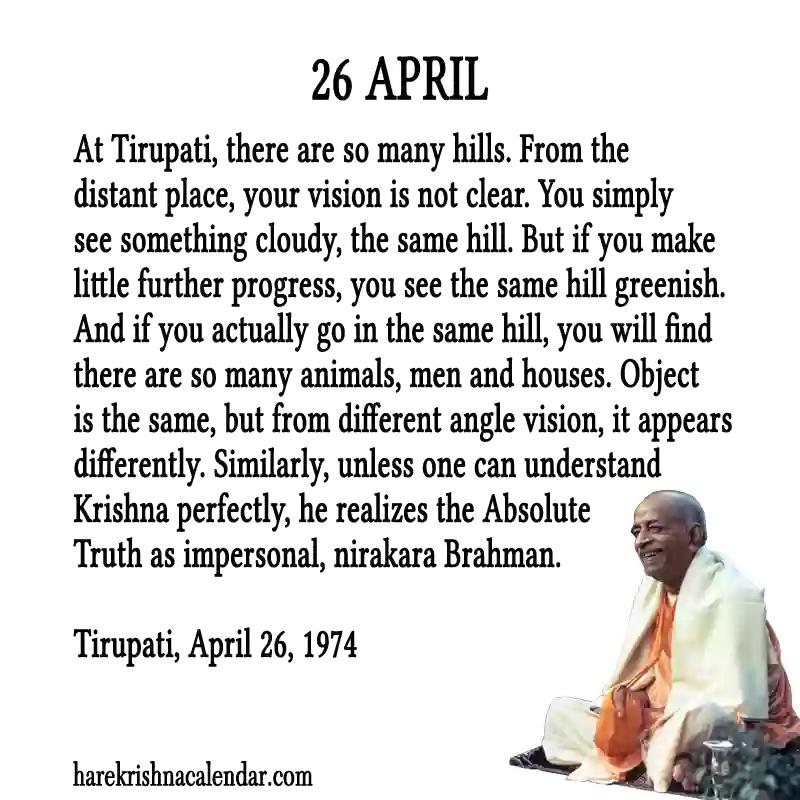 26 APRIL
At Tirupati, there are so many hills. From the
distant place, your vision is not clear. You simply
see something cloudy, the same hill. But if you make
little further progress, you see the same hill greenish.
And if you actually go in the same hill, you will find
there are so many animals, men and houses. Object
is the same, but from different angle vision, it appears
differently. Similarly, unless one can understand
Krishna perfectly, he realizes the Absolute
Truth as impersonal, nirakara Brahman.
Tirupati, April 26, 1974
harekrishnacalendar.com